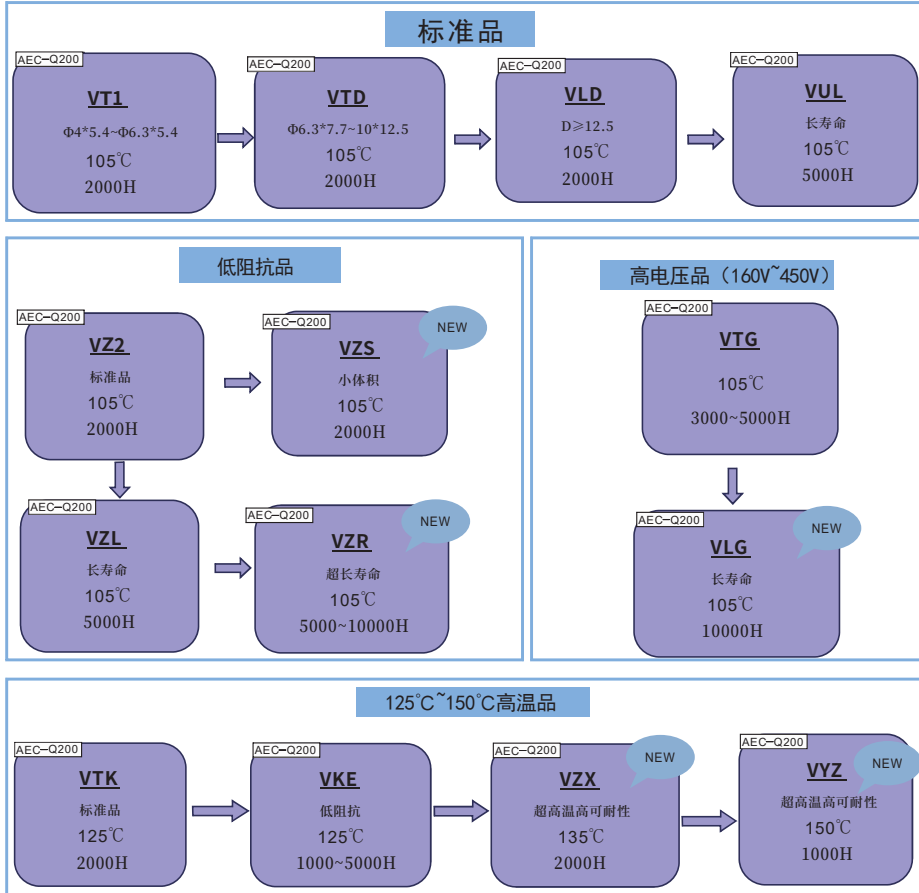 标准品
AEC-Q200
VT1
Φ4*5.4~Φ6.3*5.4
105℃
2000H
AEC-Q200
VTD
Φ6.3*7.7~10*12.5
105℃
2000H
AEC-Q200
VLD
D≥12.5
105℃
2000H
AEC-Q200
VUL
长寿命
105℃
5000H
低阻抗品
AEC-Q200
VZ2
标准品
105℃
2000H
AEC-Q200
NEW
VZS
小体积
105℃
2000H
AEC-Q200
VZL
长寿命
105℃
5000H
AEC-Q200
NEW
VZR
超长寿命
105℃
5000~10000H
高电压品（160V~450V）
AEC-Q200
VTG
105℃
3000~5000H
AEC-Q200
NEW
VLG
长寿命
105℃
10000H
125℃~150℃高温品
AEC-Q200
VTK
标准品
125℃
2000H
AEC-Q200
VKE
低阻抗
125℃
1000~5000H
AEC-Q200
NEW
VZX
超高温高可耐性
135℃
2000H
AEC-Q200
NEW
VYZ
超高温高可耐性
150℃
1000H